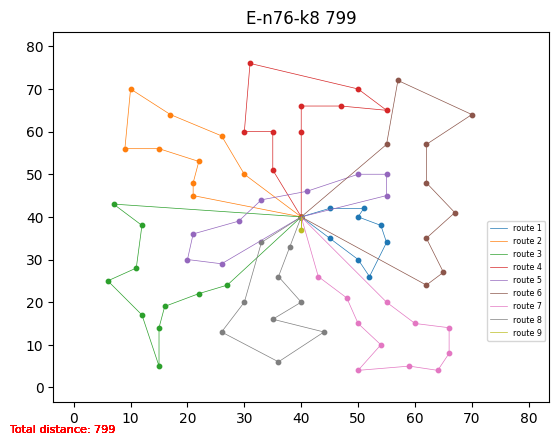 E-n76-k8 799
80
70
60
50
40
30
20
10
0
route 1
route 2
route 3
route 4
route 5
route 6
route 7
route 8
route 9
0 10 20 30 40 50 60 70 80
Total distance: 799